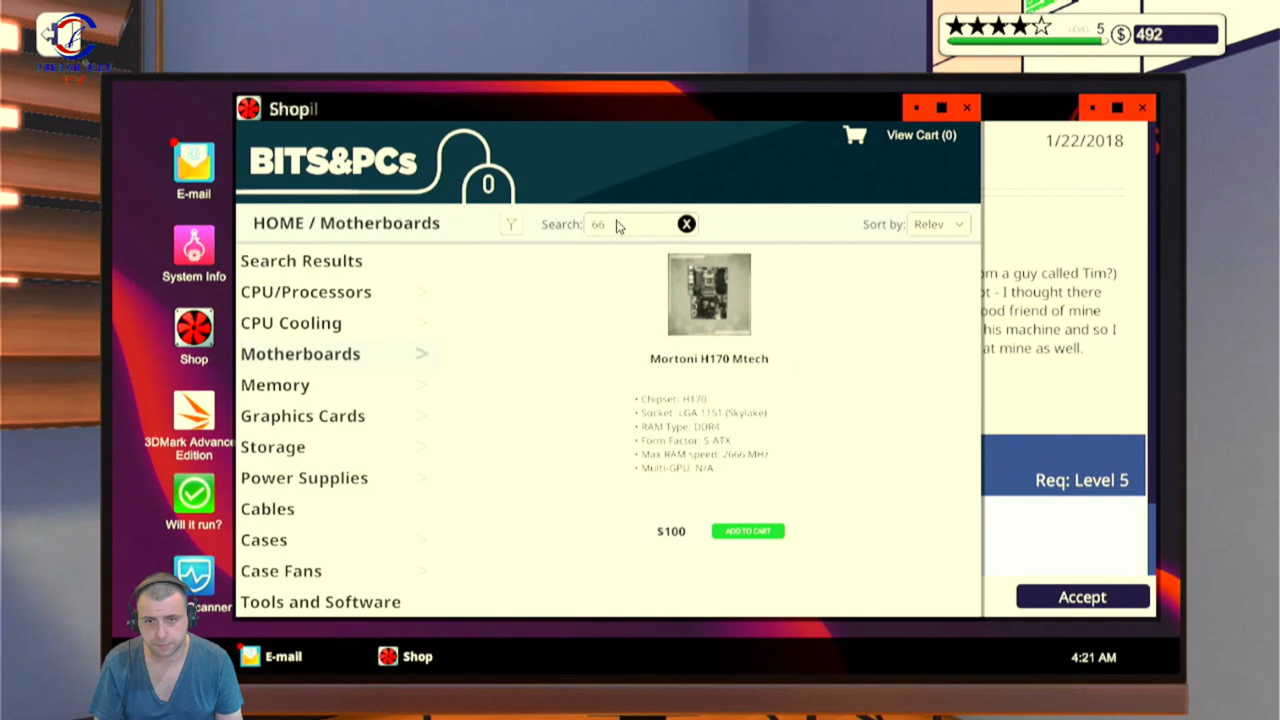 LEVEL 5
$ 492
Shop
BITS&PCs
0
View Cart (0)
1/22/2018
E-mail
HOME / Motherboards
Search: 66
X
Sort by: Relev
System Info
Search Results
CPU/Processors >
CPU Cooling >
Motherboards >
Memory >
Graphics Cards >
Storage >
Power Supplies >
Cables
Cases >
Case Fans >
Tools and Software
Mortoni H170 Mtech
• Chipset: H170
• Socket: LGA 1151 (Skylake)
• RAM Type: DDR4
• Form Factor: S-ATX
• Max RAM speed: 2666 MHz
• Multi-GPU: N/A
$100
ADD TO CART
om a guy called Tim?)
ot - I thought there
ood friend of mine
his machine and so I
at mine as well.
Shop
3DMark Advance
Edition
Will it run?
Req: Level 5
canner
Accept
E-mail
Shop
4:21 AM